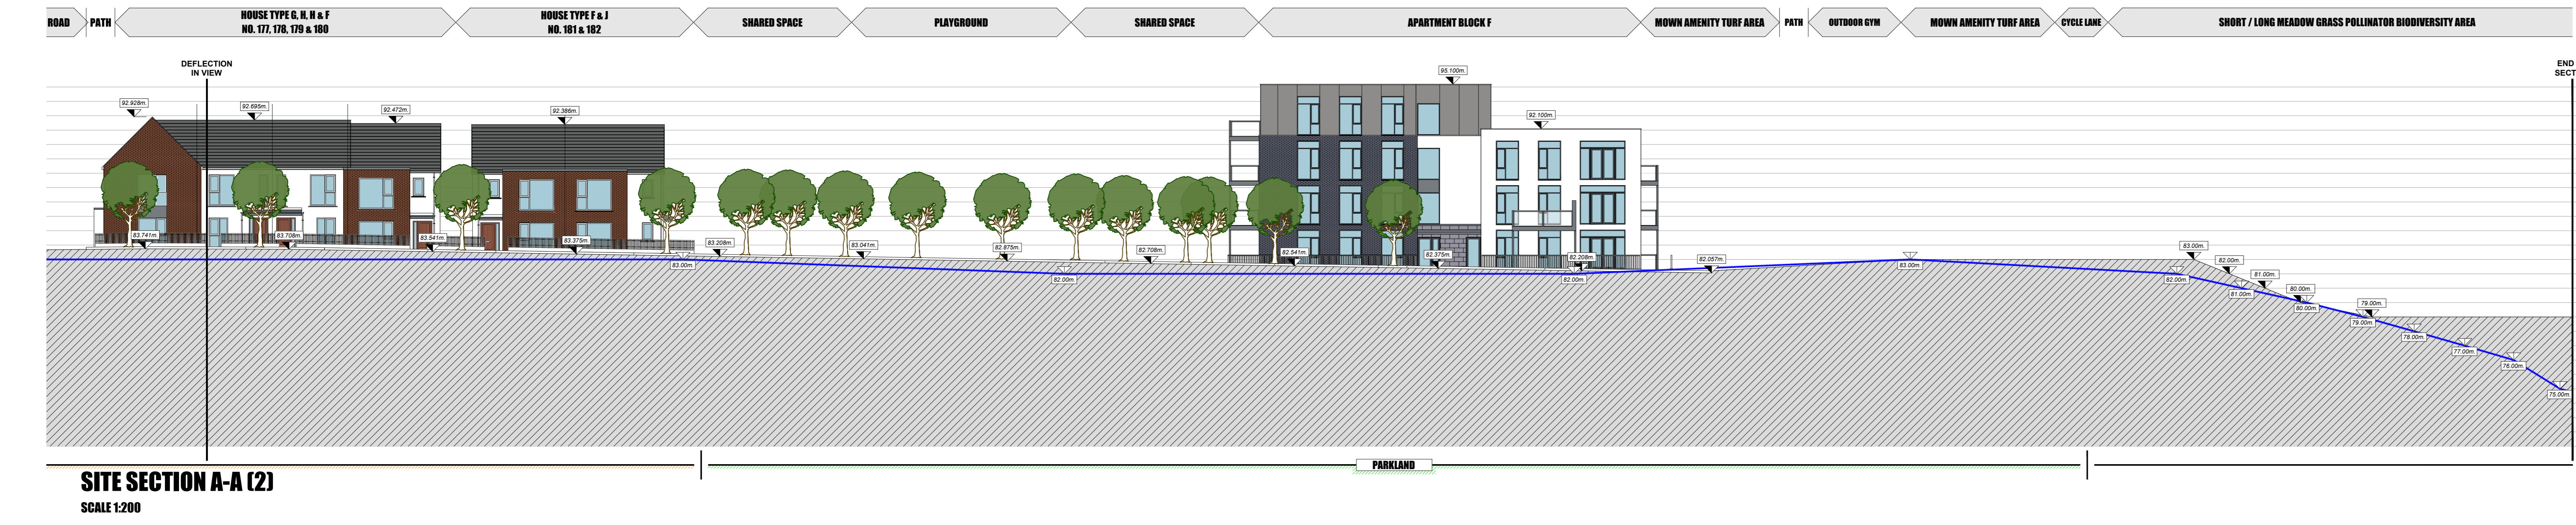 ROAD
PATH
HOUSE TYPE G, H, H & F
NO. 177, 178, 179 & 180
HOUSE TYPE F & J
NO. 181 & 182
SHARED SPACE
PLAYGROUND
SHARED SPACE
APARTMENT BLOCK F
MOWN AMENITY TURF AREA
PATH
OUTDOOR GYM
MOWN AMENITY TURF AREA
CYCLE LANE
SHORT / LONG MEADOW GRASS POLLINATOR BIODIVERSITY AREA
DEFLECTION
IN VIEW
END
SECT
92.928m.
92.695m.
92.472m.
92.386m.
95.100m.
92.100m.
83.741m.
83.708m.
83.541m.
83.375m.
83.208m.
83.041m.
82.875m.
82.708m.
82.541m.
82.375m.
82.208m
82.057m.
83.00m.
82.00m.
81.00m.
80.00m.
79.00m.
83.00m
82.00m.
82.00m.
83.00m
82.00m.
81.00m.
80.00m
79.00m
78.00m.
77.00m.
76.00m.
75.00m.
PARKLAND
SITE SECTION A-A (2)
SCALE 1:200